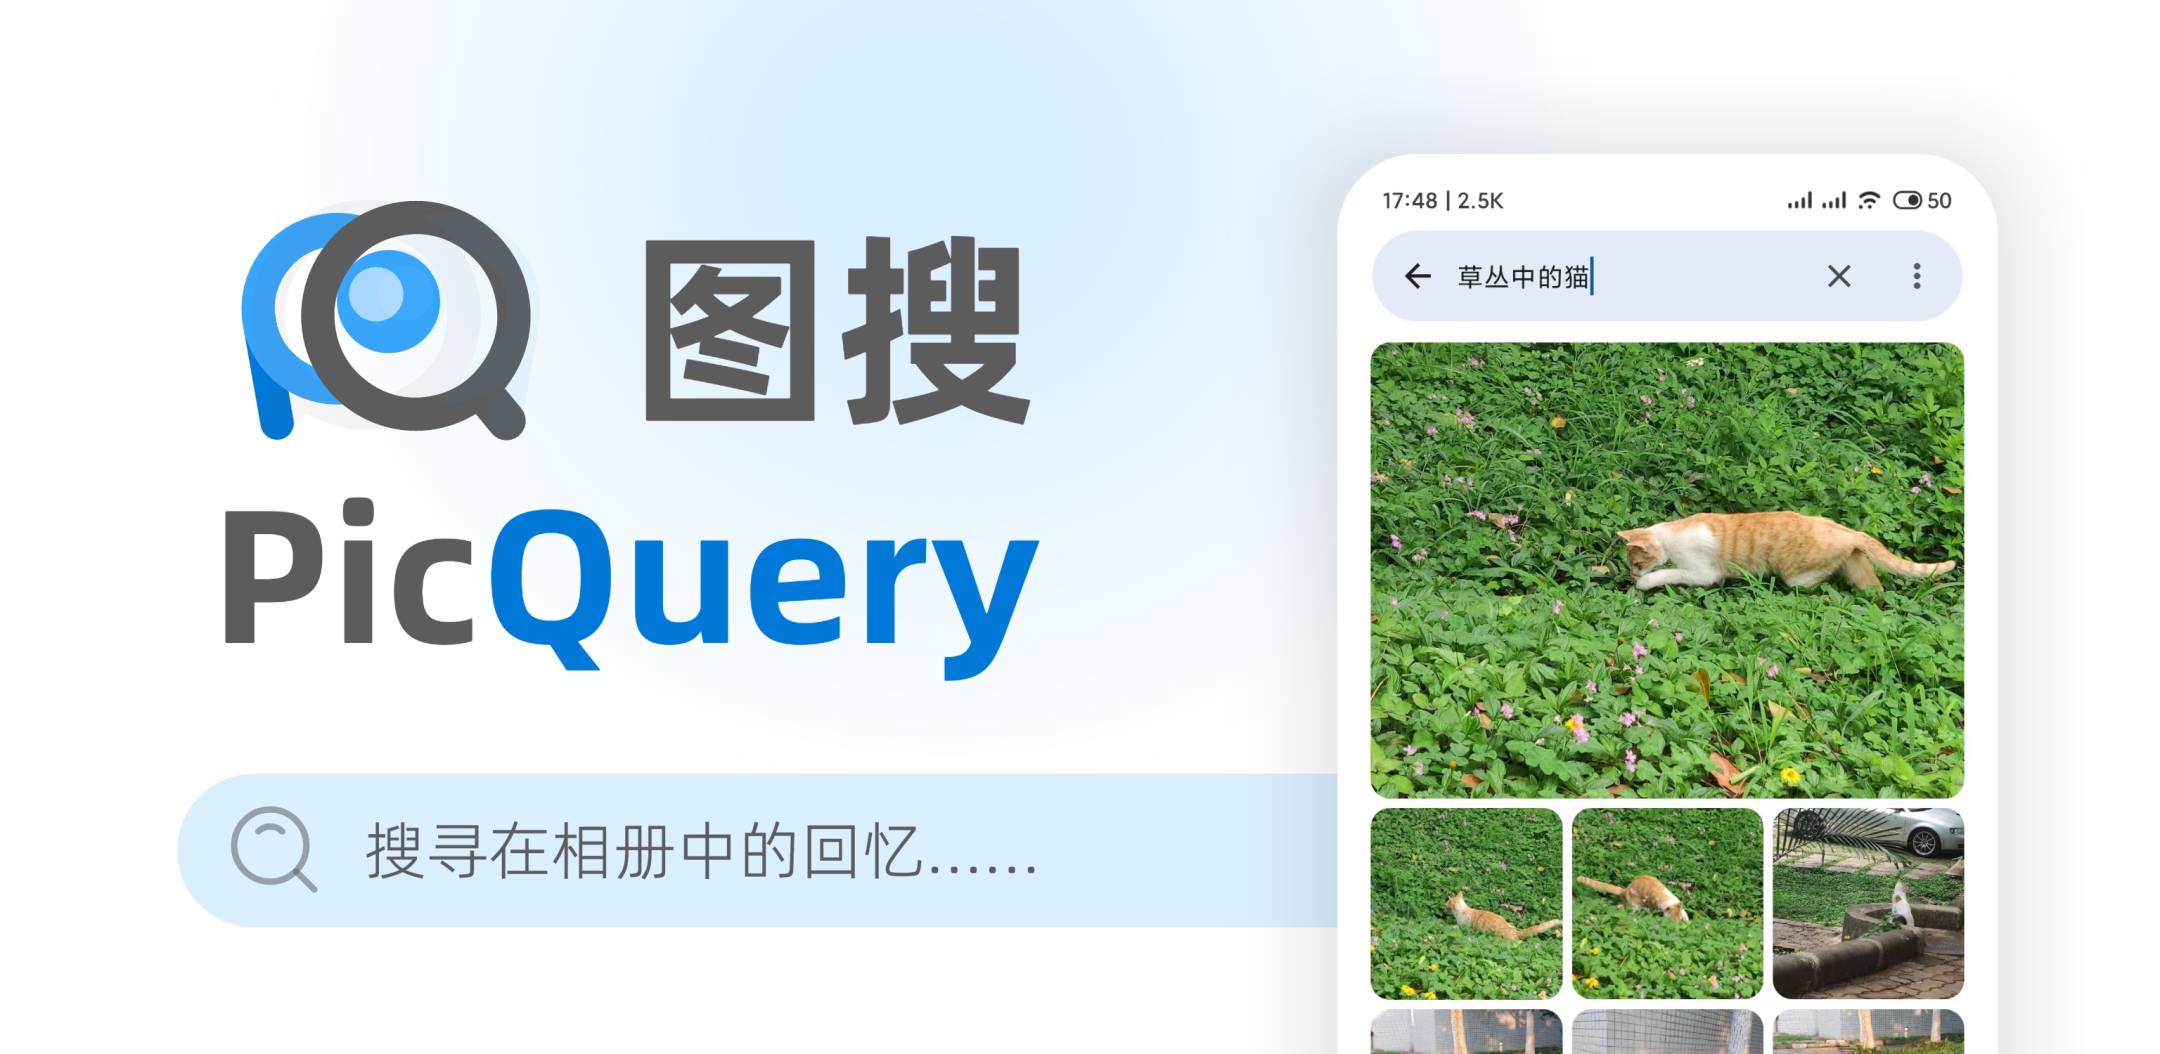 图搜
PicQuery
搜寻在相册中的回忆......
17:48 | 2.5K
50
草丛中的猫